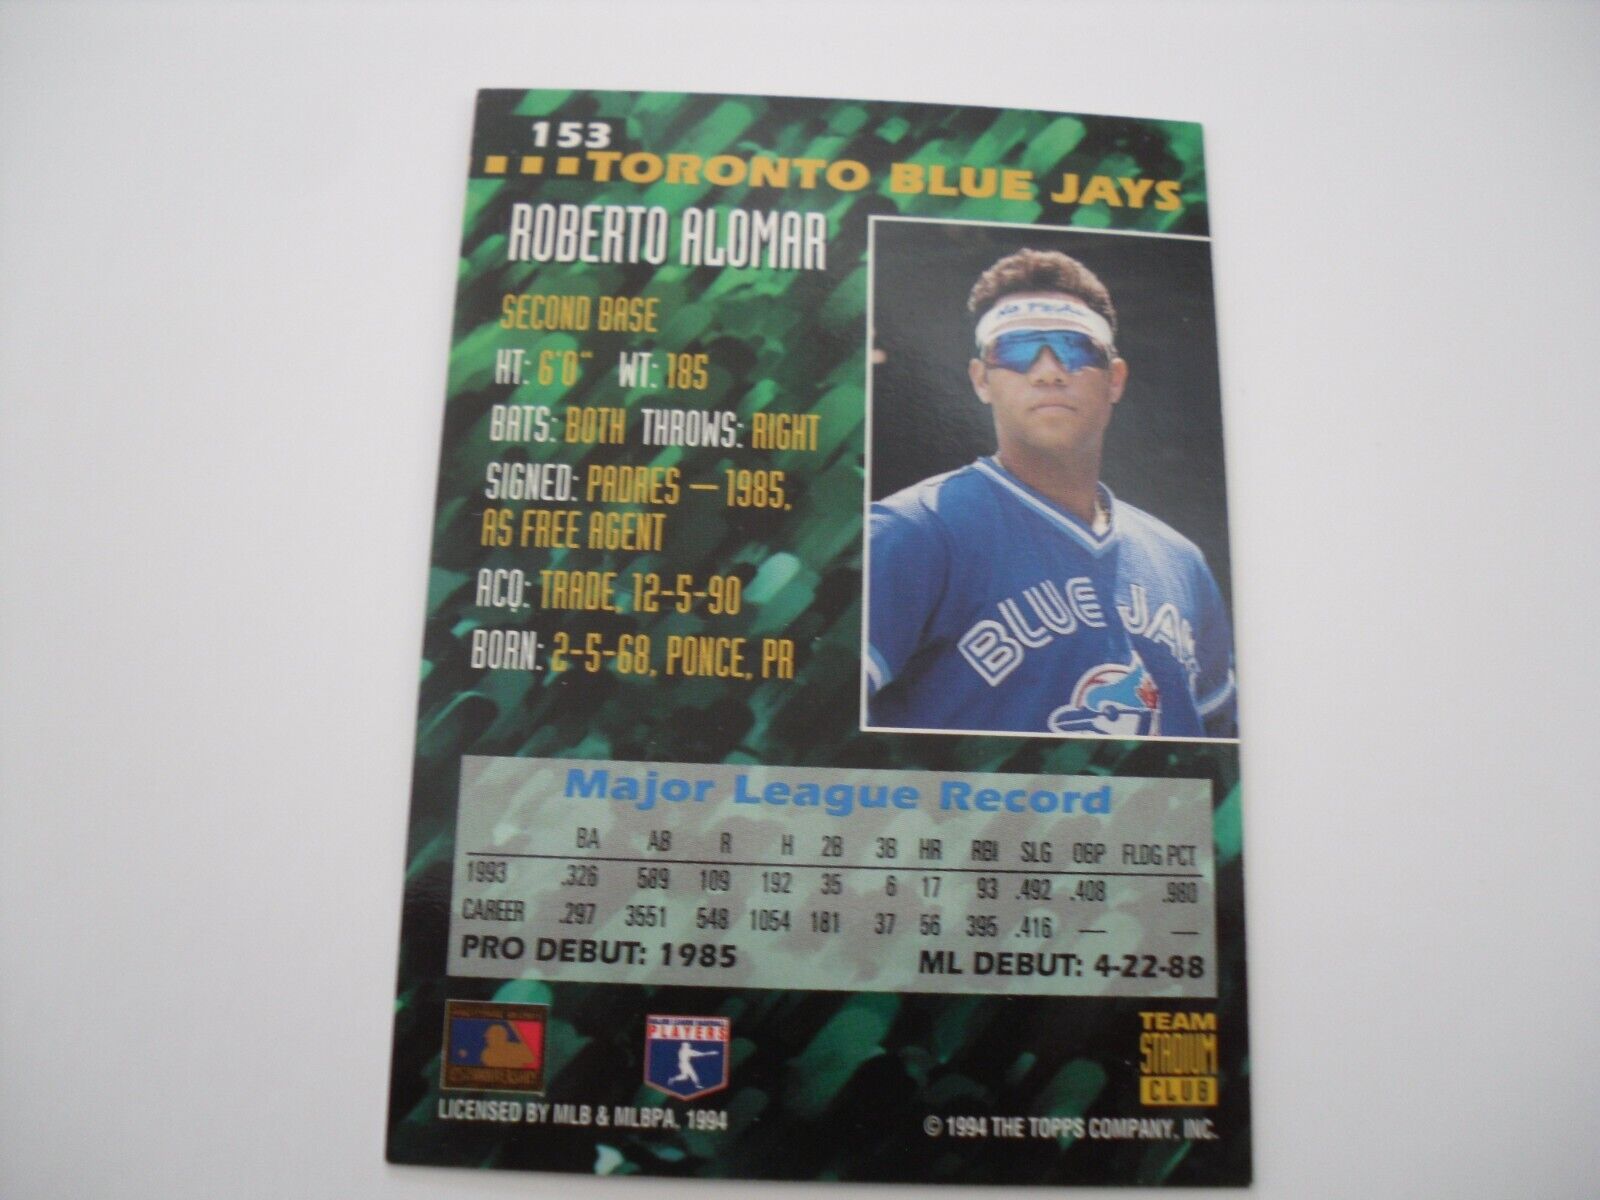 153
TORONTO BLUE JAYS
ROBERTO ALOMAR
SECOND BASE
HT: 6'0" WT: 185
BATS: BOTH THROWS: RIGHT
SIGNED: PADRES — 1985,
AS FREE AGENT
ACQ: TRADE, 12-5-90
BORN: 2-5-68, PONCE, PR
BLUE JAY
Major League Record
BA AB R H 2B 3B HR RBI SLG OBP FLDG PCT
1993 .326 589 109 192 35 6 17 93 .492 .408 .980
CAREER .297 3551 548 1054 181 37 56 395 .416 — —
PRO DEBUT: 1985 ML DEBUT: 4-22-88
MAJOR LEAGUE BASEBALL
PLAYERS
TEAM
STADIUM
CLUB
LICENSED BY MLB & MLBPA, 1994
© 1994 THE TOPPS COMPANY, INC.